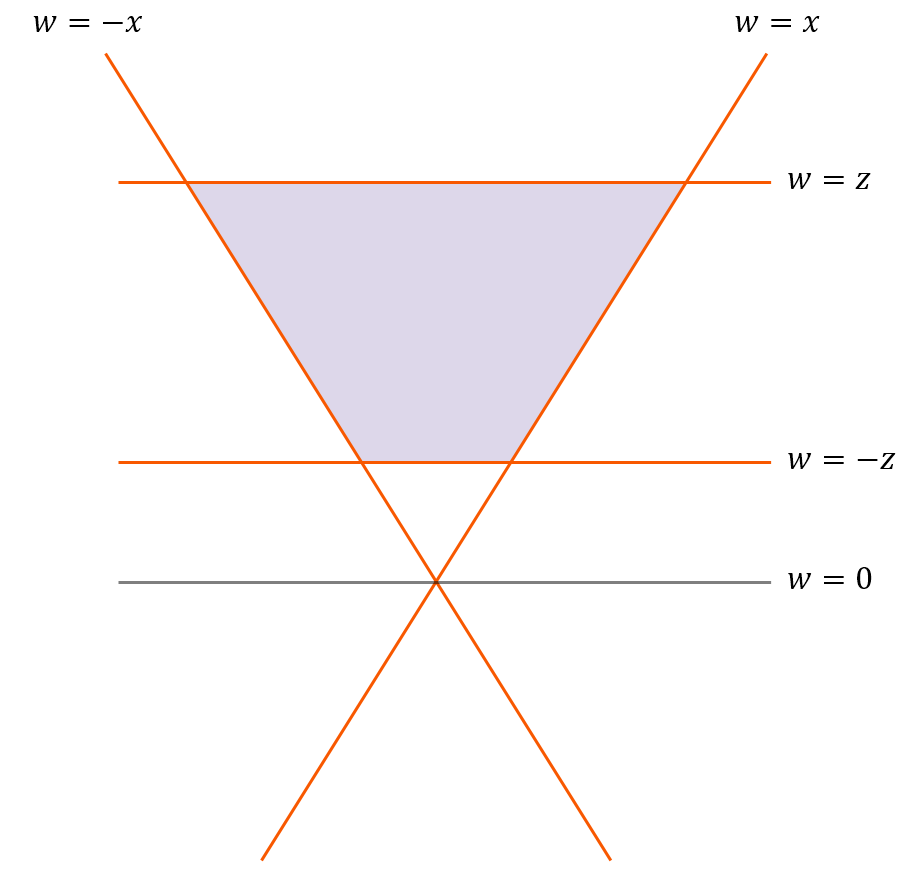 w = −x
w = x
w = z
w = −z
w = 0